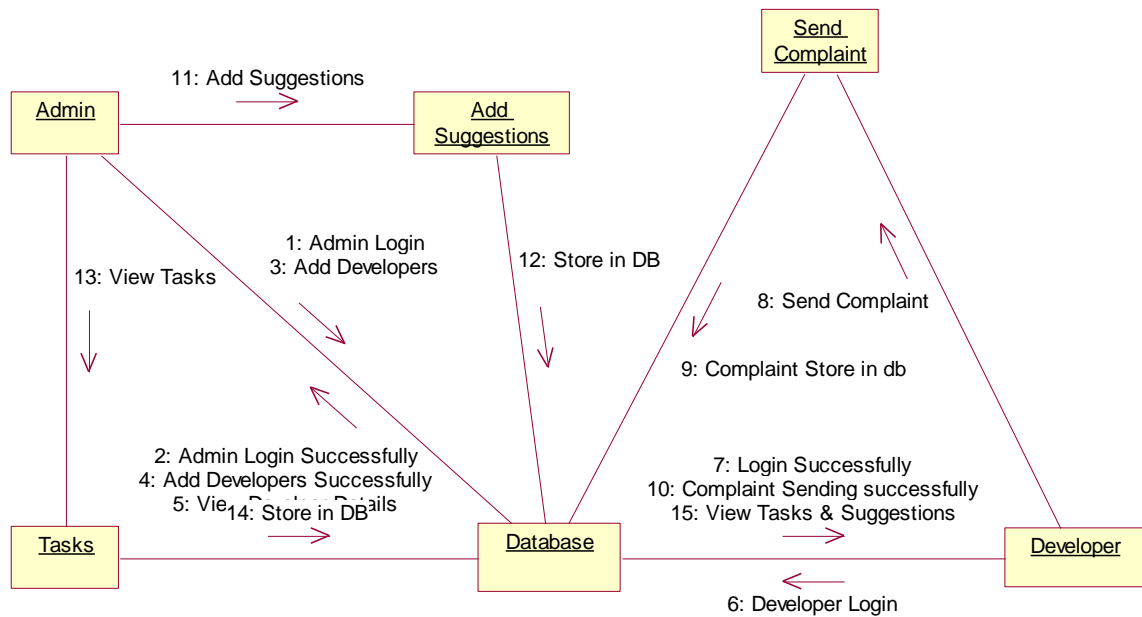 Send
Complaint
11: Add Suggestions
Admin
Add
Suggestions
1: Admin Login
3: Add Developers
12: Store in DB
13: View Tasks
8: Send Complaint
9: Complaint Store in db
2: Admin Login Successfully
4: Add Developers Successfully
5:
14: Store in DB
7: Login Successfully
10: Complaint Sending successfully
15: View Tasks & Suggestions
Tasks
Database
Developer
6: Developer Login